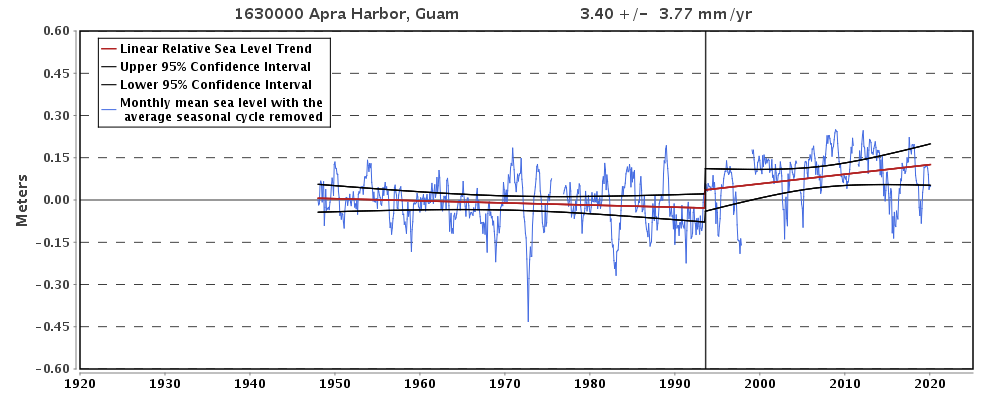 1630000 Apra Harbor, Guam 3.40 +/- 3.77 mm/yr
0.60
0.45
0.30
0.15
0.00
-0.15
-0.30
-0.45
-0.60
Meters
Linear Relative Sea Level Trend
Upper 95% Confidence Interval
Lower 95% Confidence Interval
Monthly mean sea level with the
average seasonal cycle removed
1920 1930 1940 1950 1960 1970 1980 1990 2000 2010 2020